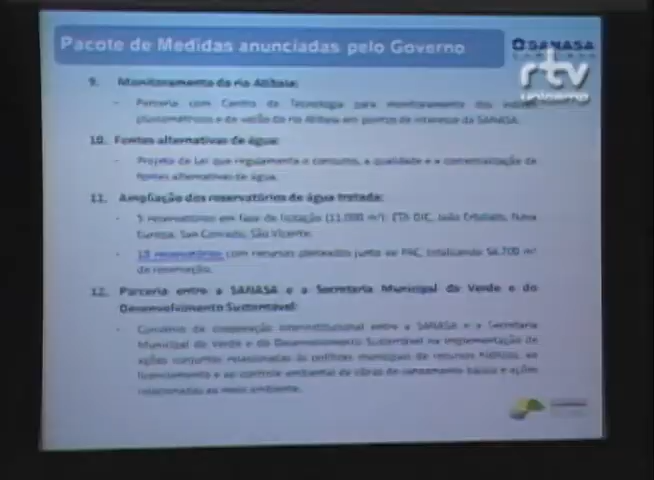 Pacote de Medidas anunciadas pelo Governo
SANASA
CAMPINAS
rtv
unicamp
9. Monitoramento do rio Atibaia:
- Parceria com Centro de Tecnologia para monitoramento dos índices
pluviométricos e de vazão do rio Atibaia em pontos de interesse da SANASA.
10. Fontes alternativas de água:
- Projeto de Lei que regulamenta o consumo, a qualidade e a comercialização de
fontes alternativas de água.
11. Ampliação dos reservatórios de água tratada:
- 5 reservatórios em fase de licitação (11.000 m³): ETA DIC, João Erbolato, Nova
Europa, San Conrado, São Vicente.
- reservatórios com recursos pleiteados junto ao PAC, totalizando 54.700 m³
de reservação.
12. Parceria entre a SANASA e a Secretaria Municipal do Verde e do
Desenvolvimento Sustentável:
- Convênio de cooperação interinstitucional entre a SANASA e a Secretaria
Municipal do Verde e do Desenvolvimento Sustentável na implementação de
ações conjuntas relacionadas às políticas municipais de recursos hídricos, ao
licenciamento e ao controle ambiental de obras de saneamento básico e ações
relacionadas ao meio ambiente.